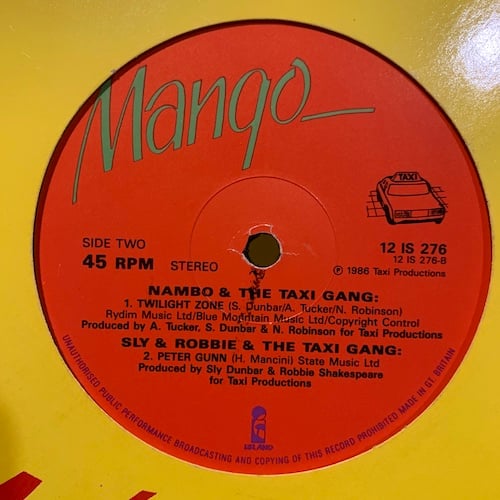 Mango
TAXI
SIDE TWO
45 RPM STEREO
12 IS 276
12 IS 276-B
℗ 1986 Taxi Productions
NAMBO & THE TAXI GANG:
1. TWILIGHT ZONE (S. Dunbar/A. Tucker/N. Robinson)
Rydim Music Ltd/Blue Mountain Music Ltd/Copyright Control
Produced by A. Tucker, S. Dunbar & N. Robinson for Taxi Productions
SLY & ROBBIE & THE TAXI GANG:
2. PETER GUNN (H. Mancini) State Music Ltd
Produced by Sly Dunbar & Robbie Shakespeare
for Taxi Productions
ISLAND
UNAUTHORISED PUBLIC PERFORMANCE BROADCASTING AND COPYING OF THIS RECORD PROHIBITED. MADE IN GT. BRITAIN